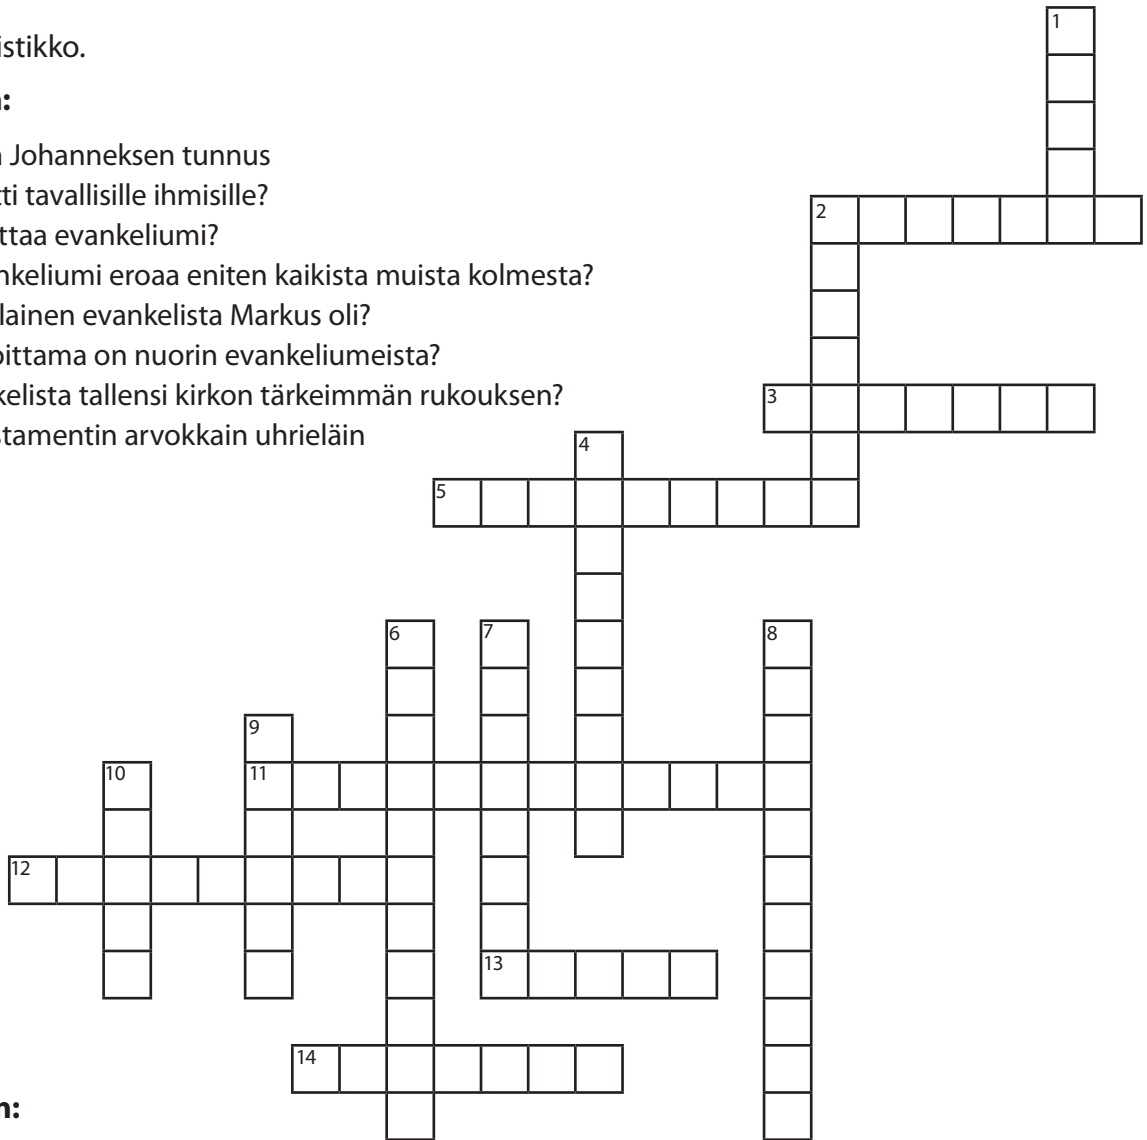 istikko.
:
Johanneksen tunnus
tti tavallisille ihmisille?
ttaa evankeliumi?
nkeliumi eroaa eniten kaikista muista kolmesta?
lainen evankelista Markus oli?
oittama on nuorin evankeliumeista?
kelista tallensi kirkon tärkeimmän rukouksen?
stamentin arvokkain uhrieläin
1
2
3
4
5
6 7 8
9
10 11
12
13
14
n: